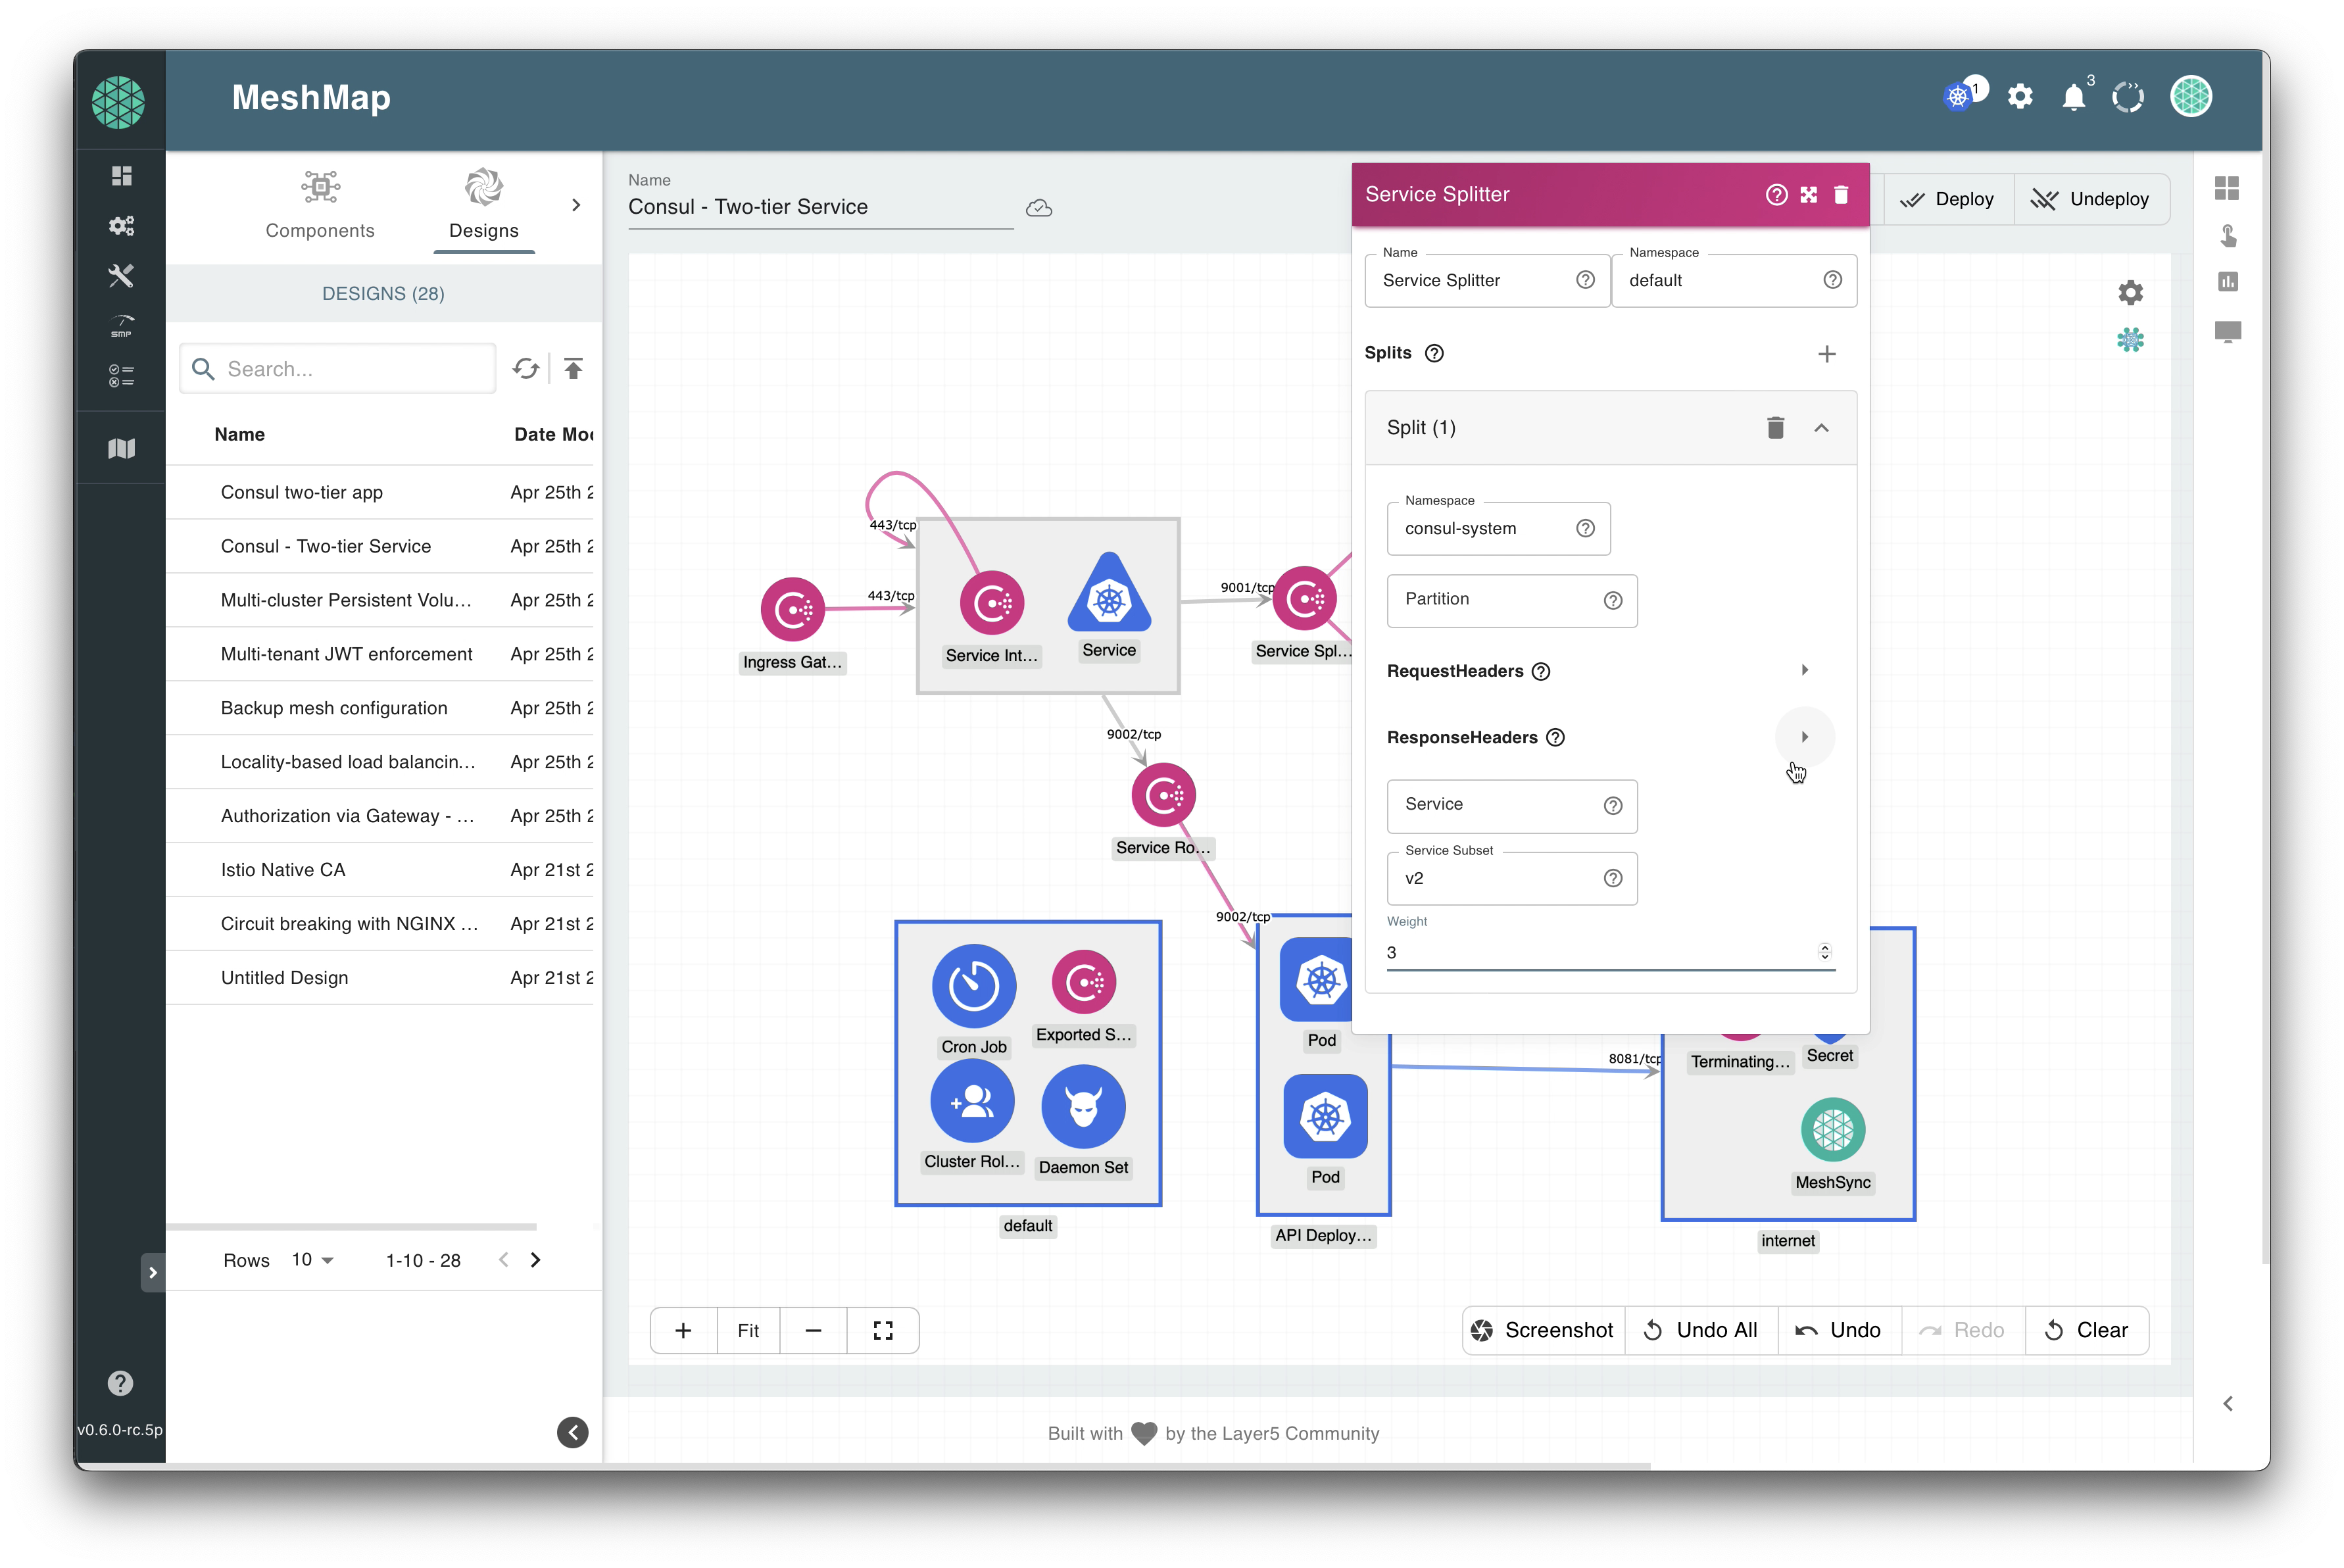 MeshMap
1
3
Components
Designs
DESIGNS (28)
Search...
Name
Date Mo
Consul two-tier app
Apr 25th 2
Consul - Two-tier Service
Apr 25th 2
Multi-cluster Persistent Volu...
Apr 25th 2
Multi-tenant JWT enforcement
Apr 25th 2
Backup mesh configuration
Apr 25th 2
Locality-based load balancin...
Apr 25th 2
Authorization via Gateway - ...
Apr 25th 2
Istio Native CA
Apr 21st 2
Circuit breaking with NGINX ...
Apr 21st 2
Untitled Design
Apr 21st 2
Rows 10
1-10 - 28
SMP
v0.6.0-rc.5p
Name
Consul - Two-tier Service
Deploy
Undeploy
443/tcp
443/tcp
Ingress Gat...
Service Int...
Service
9001/tcp
Service Spl...
9002/tcp
Service Ro...
9002/tcp
Cron Job
Exported S...
Cluster Rol...
Daemon Set
default
Pod
Pod
API Deploy...
8081/tcp
Terminating...
Secret
MeshSync
internet
Service Splitter
Name
Service Splitter
Namespace
default
Splits
Split (1)
Namespace
consul-system
Partition
RequestHeaders
ResponseHeaders
Service
Service Subset
v2
Weight
3
Fit
Screenshot
Undo All
Undo
Redo
Clear
Built with
by the Layer5 Community